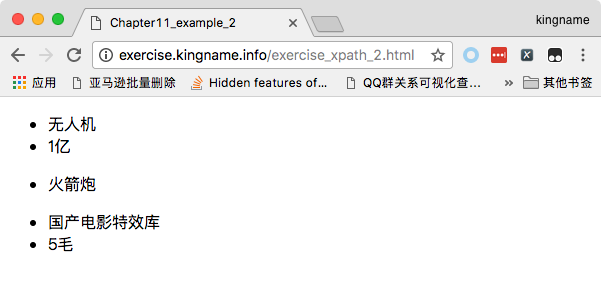 Chapter11_example_2
kingname
exercise.kingname.info/exercise_xpath_2.html
应用 亚马逊批量删除 Hidden features of... QQ群关系可视化查... » 其他书签
无人机
1亿
火箭炮
国产电影特效库
5毛